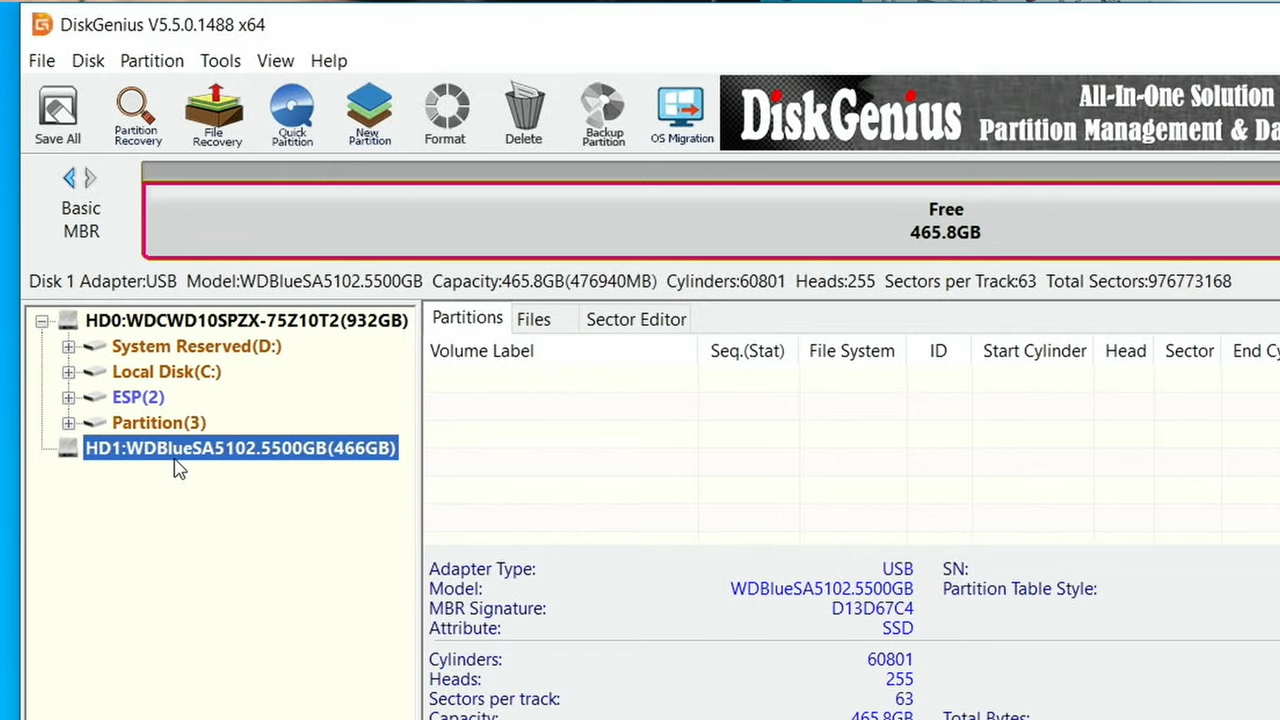 DiskGenius V5.5.0.1488 x64
File Disk Partition Tools View Help
Save All
Partition Recovery
File Recovery
Quick Partition
New Partition
Format
Delete
Backup Partition
OS Migration
DiskGenius
All-In-One Solution
Partition Management & Da
Basic
MBR
Free
465.8GB
Disk 1 Adapter:USB Model:WDBlueSA5102.5500GB Capacity:465.8GB(476940MB) Cylinders:60801 Heads:255 Sectors per Track:63 Total Sectors:976773168
HD0:WDCWD10SPZX-75Z10T2(932GB)
System Reserved(D:)
Local Disk(C:)
ESP(2)
Partition(3)
HD1:WDBlueSA5102.5500GB(466GB)
Partitions Files Sector Editor
Volume Label Seq.(Stat) File System ID Start Cylinder Head Sector End Cy
Adapter Type: USB SN:
Model: WDBlueSA5102.5500GB Partition Table Style:
MBR Signature: D13D67C4
Attribute: SSD
Cylinders: 60801
Heads: 255
Sectors per track: 63
Capacity: 465.8GB Total Bytes: